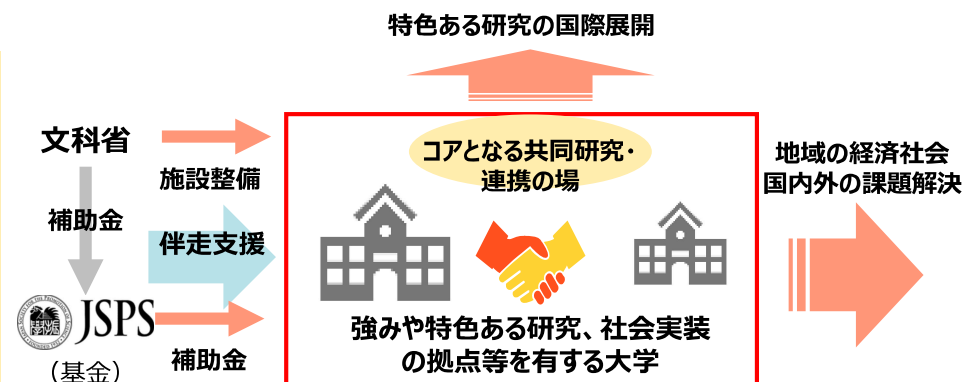 特色ある研究の国際展開
文科省
施設整備
補助金
伴走支援
JSPS
(基金)
補助金
コアとなる共同研究・
連携の場
強みや特色ある研究、社会実装
の拠点等を有する大学
地域の経済社会
国内外の課題解決